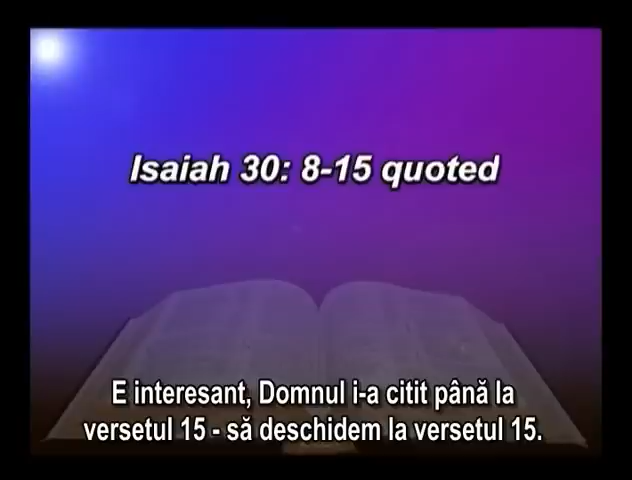 Isaiah 30: 8-15 quoted
E interesant, Domnul i-a citit până la
versetul 15 - să deschidem la versetul 15.